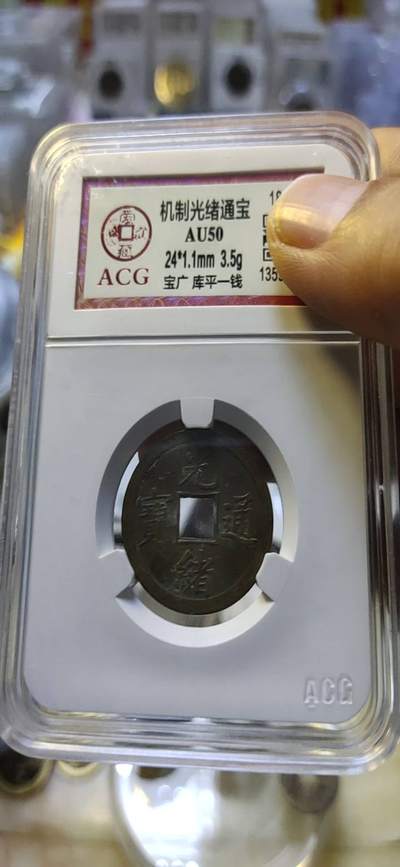 机制光绪通宝
AU50
24*1.1mm 3.5g
宝广 库平一钱
ACG
光
寶 通
緒
ACG